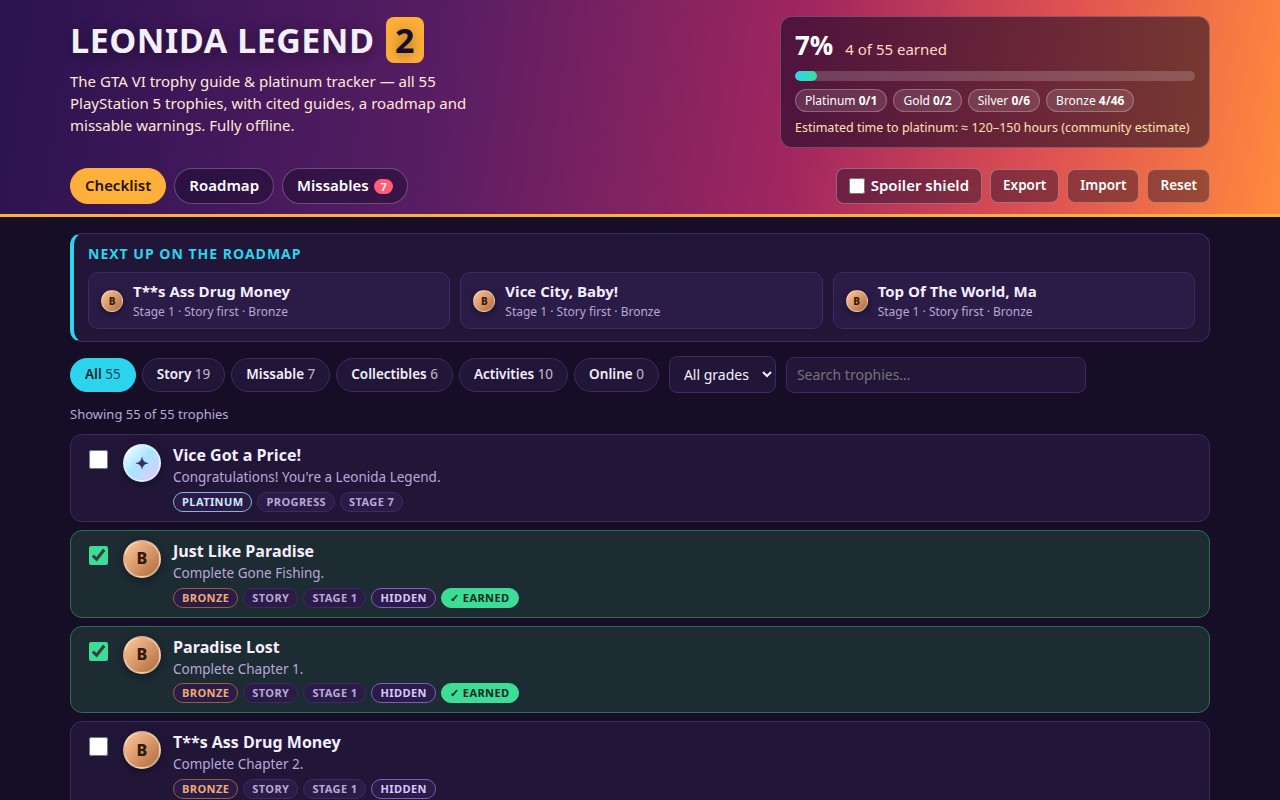 LEONIDA LEGEND 2
The GTA VI trophy guide & platinum tracker — all 55
PlayStation 5 trophies, with cited guides, a roadmap and
missable warnings. Fully offline.
7% 4 of 55 earned
Platinum 0/1 Gold 0/2 Silver 0/6 Bronze 4/46
Estimated time to platinum: ≈ 120–150 hours (community estimate)
Checklist Roadmap Missables 7 Spoiler shield Export Import Reset
NEXT UP ON THE ROADMAP
B T**s Ass Drug Money
Stage 1 · Story first · Bronze
B Vice City, Baby!
Stage 1 · Story first · Bronze
B Top Of The World, Ma
Stage 1 · Story first · Bronze
All 55 Story 19 Missable 7 Collectibles 6 Activities 10 Online 0 All grades Search trophies...
Showing 55 of 55 trophies
✦ Vice Got a Price!
Congratulations! You're a Leonida Legend.
PLATINUM PROGRESS STAGE 7
B Just Like Paradise
Complete Gone Fishing.
BRONZE STORY STAGE 1 HIDDEN ✓ EARNED
B Paradise Lost
Complete Chapter 1.
BRONZE STORY STAGE 1 HIDDEN ✓ EARNED
B T**s Ass Drug Money
Complete Chapter 2.
BRONZE STORY STAGE 1 HIDDEN